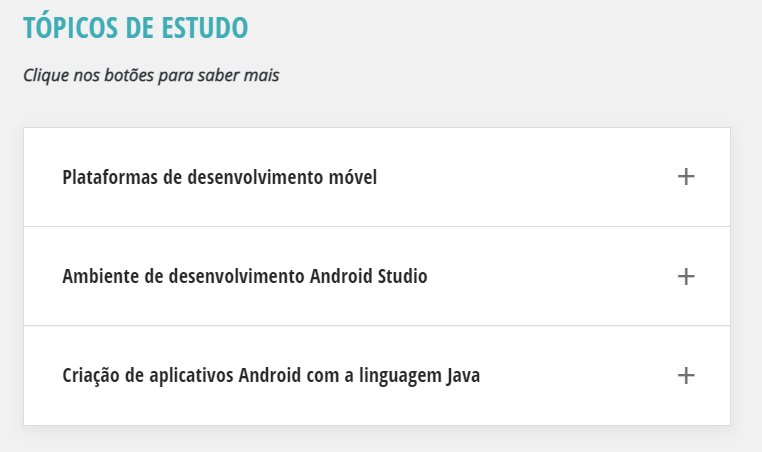 TÓPICOS DE ESTUDO
Clique nos botões para saber mais
Plataformas de desenvolvimento móvel
Ambiente de desenvolvimento Android Studio
Criação de aplicativos Android com a linguagem Java